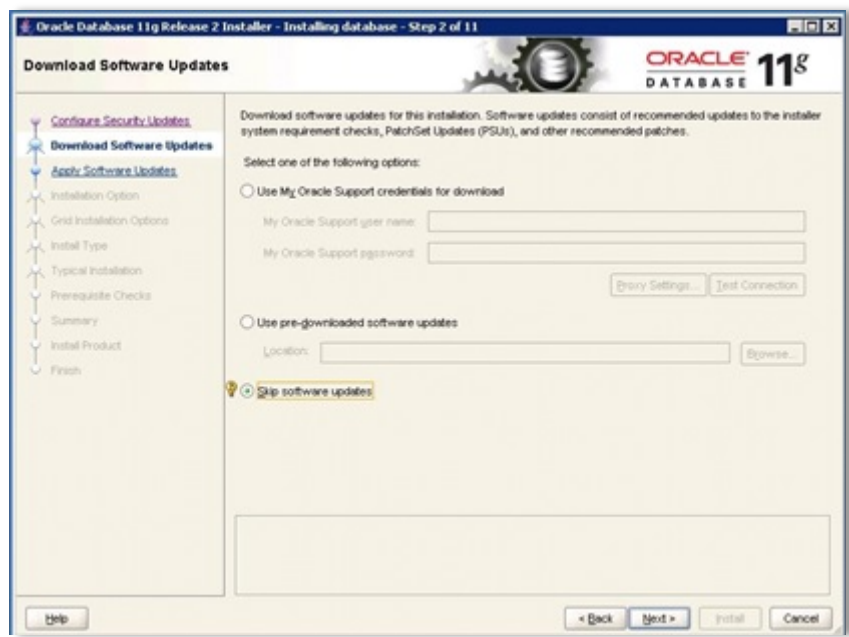 Oracle Database 11g Release 2 Installer - Installing database - Step 2 of 11
Download Software Updates
ORACLE
DATABASE 11g
Configure Security Updates
Download Software Updates
Apply Software Updates
Installation Option
Grid Installation Options
Install Type
Typical Installation
Prerequisite Checks
Summary
Install Product
Finish
Download software updates for this installation. Software updates consist of recommended updates to the installer
system requirement checks, PatchSet Updates (PSUs), and other recommended patches.
Select one of the following options:
Use My Oracle Support credentials for download
My Oracle Support user name:
My Oracle Support password:
Proxy Settings... Test Connection
Use pre-downloaded software updates
Location: Browse...
Skip software updates
Help < Back Next > Install Cancel